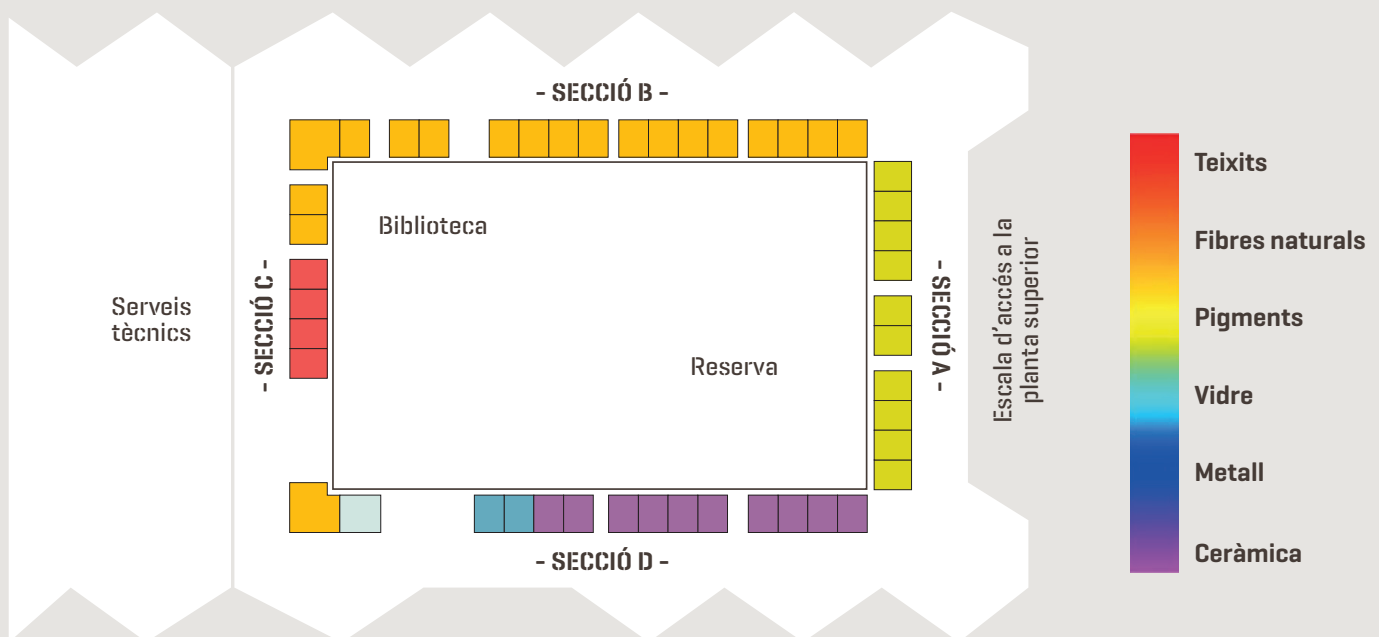 - SECCIÓ B -
Biblioteca
Serveis
tècnics
- SECCIÓ C -
Reserva
- SECCIÓ A -
Escala d'accés a la
planta superior
- SECCIÓ D -
Teixits
Fibres naturals
Pigments
Vidre
Metall
Ceràmica